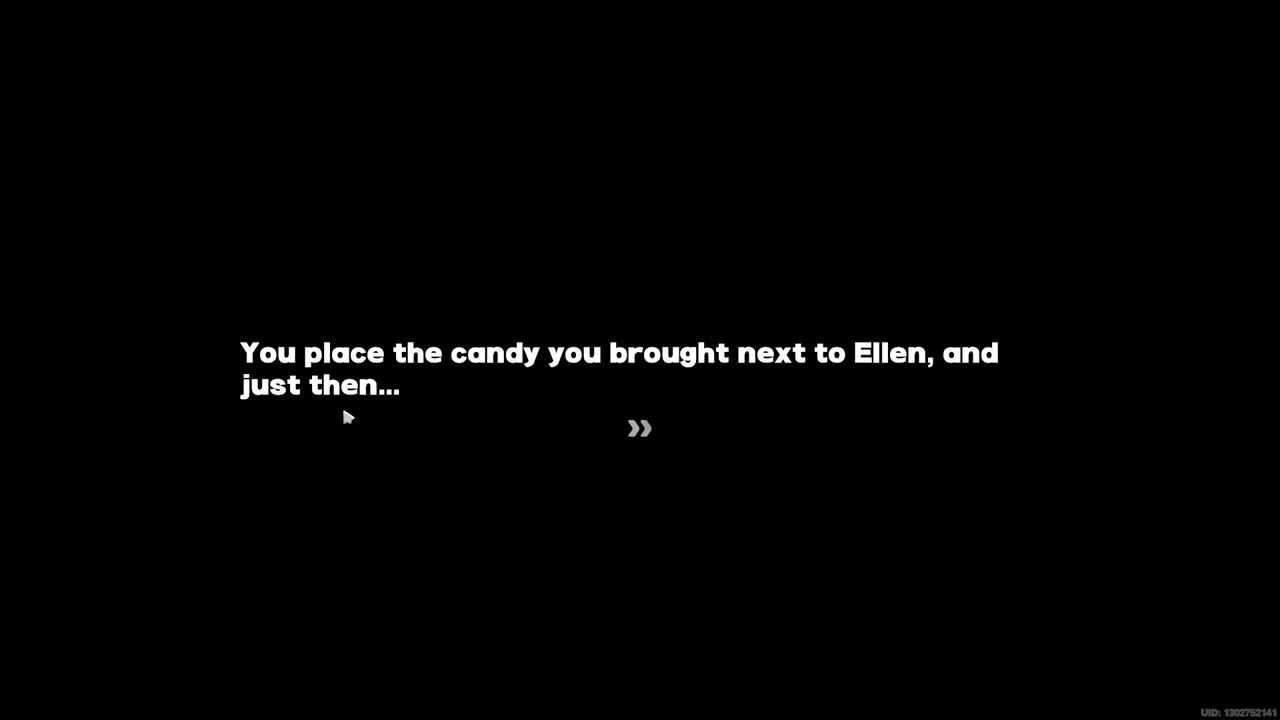 You place the candy you brought next to Ellen, and
just then...
UID: 1302752141